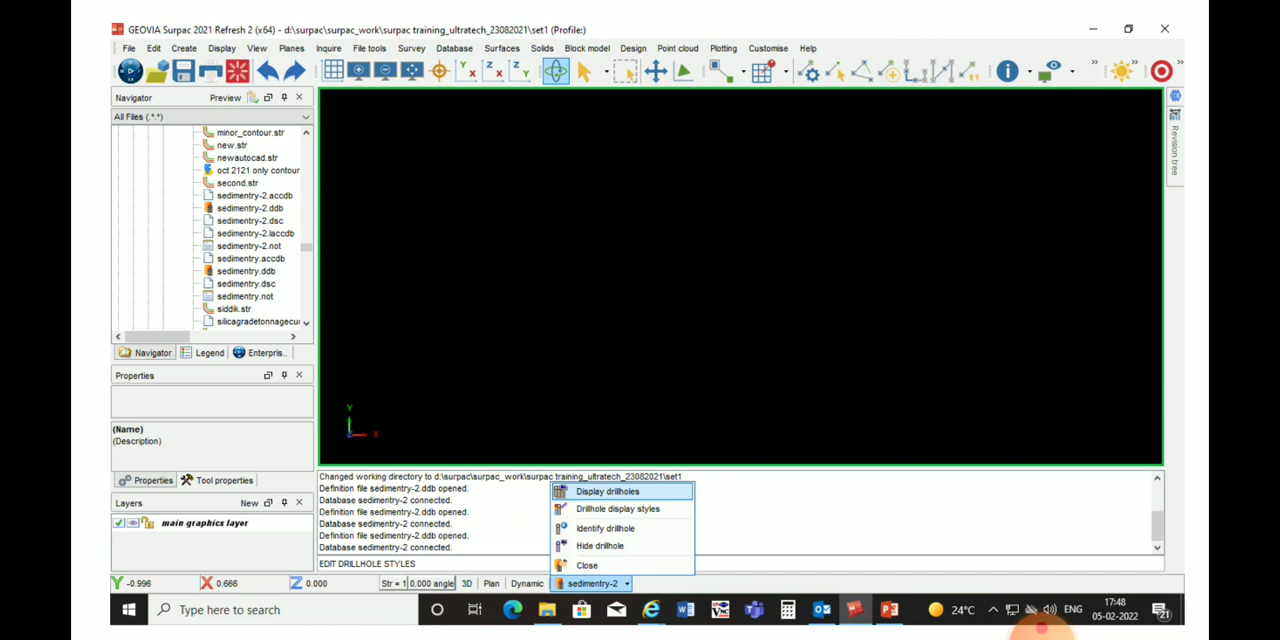 GEOVIA Surpac 2021 Refresh 2 (x64) - d:\surpac\surpac_work\surpac training_ultratech_23082021\set1 (Profile:)
File Edit Create Display View Planes Inquire File tools Survey Database Surfaces Solids Block model Design Point cloud Plotting Customise Help
Navigator Preview
All Files (*.*)
minor_contour.str
new.str
newautocad.str
oct 2121 only contour
second.str
sedimentry-2.accdb
sedimentry-2.ddb
sedimentry-2.dsc
sedimentry-2.laccdb
sedimentry-2.not
sedimentry.accdb
sedimentry.ddb
sedimentry.dsc
sedimentry.not
siddik.str
silicagradetonnagecu
Navigator Legend Enterpris..
Properties
(Name)
(Description)
Properties Tool properties
Layers New
main graphics layer
Revision tree
Y
X
Changed working directory to d:\surpac\surpac_work\surpac training_ultratech_23082021\set1
Definition file sedimentry-2.ddb opened.
Database sedimentry-2 connected.
Definition file sedimentry-2.ddb opened.
Database sedimentry-2 connected.
Definition file sedimentry-2.ddb opened.
Database sedimentry-2 connected.
Display drillholes
Drillhole display styles
Identify drillhole
Hide drillhole
Close
EDIT DRILLHOLE STYLES
Y -0.996 X 0.666 Z 0.000 Str = 1 0.000 angle 3D Plan Dynamic sedimentry-2
Type here to search
24°C ENG
17:48
05-02-2022
21